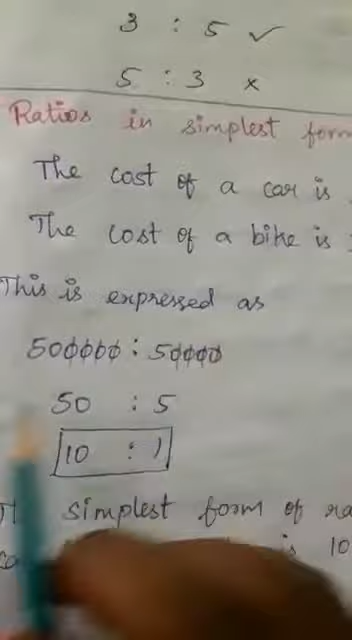 3 : 5 ✓
5 : 3 x
Ratios in simplest form
The cost of a car is
The cost of a bike is
This is expressed as
500000 : 50000
50 : 5
10 : 1
simplest form of
is 10